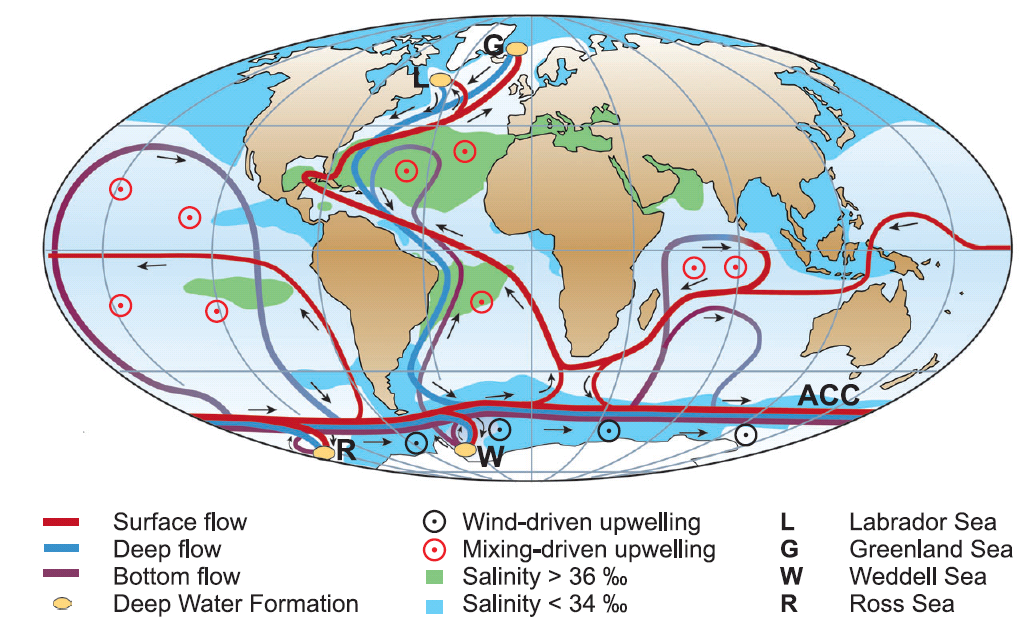 G
L
ACC
R
W
Surface flow
Deep flow
Bottom flow
Deep Water Formation
Wind-driven upwelling
Mixing-driven upwelling
Salinity > 36 ‰
Salinity < 34 ‰
L Labrador Sea
G Greenland Sea
W Weddell Sea
R Ross Sea